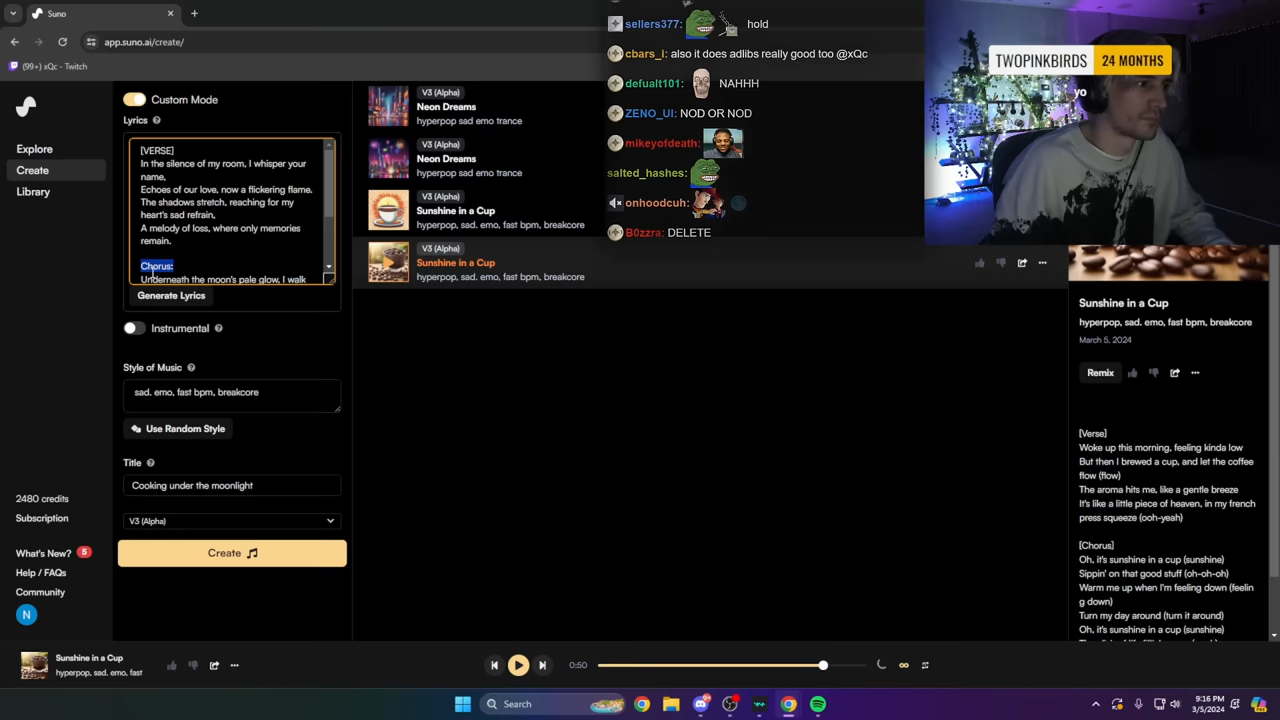 Suno
app.suno.ai/create/
(99+) xQc - Twitch
Explore
Create
Library
2480 credits
Subscription
What's New? 5
Help / FAQs
Community
N
Custom Mode
Lyrics
[VERSE]
In the silence of my room, I whisper your
name,
Echoes of our love, now a flickering flame.
The shadows stretch, reaching for my
heart's sad refrain,
A melody of loss, where only memories
remain.
Chorus:
Underneath the moon's pale glow, I walk
Generate Lyrics
Instrumental
Style of Music
sad. emo, fast bpm, breakcore
Use Random Style
Title
Cooking under the moonlight
V3 (Alpha)
Create
V3 (Alpha)
Neon Dreams
hyperpop sad emo trance
V3 (Alpha)
Neon Dreams
hyperpop sad emo trance
V3 (Alpha)
Sunshine in a Cup
hyperpop, sad. emo, fast bpm, breakcore
V3 (Alpha)
Sunshine in a Cup
hyperpop, sad. emo, fast bpm, breakcore
sellers377: hold
cbars_i: also it does adlibs really good too @xQc
defualt101: NAHHH
ZENO_UI: NOD OR NOD
mikeyofdeath:
salted_hashes:
onhoodcuh:
B0zzra: DELETE
TWOPINKBIRDS 24 MONTHS
yo
Sunshine in a Cup
hyperpop, sad. emo, fast bpm, breakcore
March 5, 2024
Remix
[Verse]
Woke up this morning, feeling kinda low
But then I brewed a cup, and let the coffee
flow (flow)
The aroma hits me, like a gentle breeze
It's like a little piece of heaven, in my french
press squeeze (ooh-yeah)
[Chorus]
Oh, it's sunshine in a cup (sunshine)
Sippin' on that good stuff (oh-oh-oh)
Warm me up when I'm feeling down (feelin
g down)
Turn my day around (turn it around)
Oh, it's sunshine in a cup (sunshine)
Sunshine in a Cup
hyperpop, sad. emo, fast
0:50
Search
9:16 PM
3/5/2024